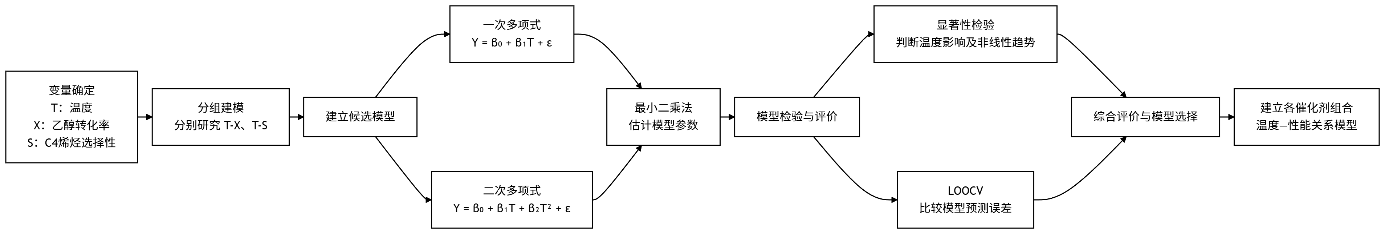 变量确定
T：温度
X：乙醇转化率
S：C4烯烃选择性
分组建模
分别研究 T-X、T-S
建立候选模型
一次多项式
Y = β₀ + β₁T + ε
二次多项式
Y = β₀ + β₁T + β₂T² + ε
最小二乘法
估计模型参数
模型检验与评价
显著性检验
判断温度影响及非线性趋势
LOOCV
比较模型预测误差
综合评价与模型选择
建立各催化剂组合
温度—性能关系模型